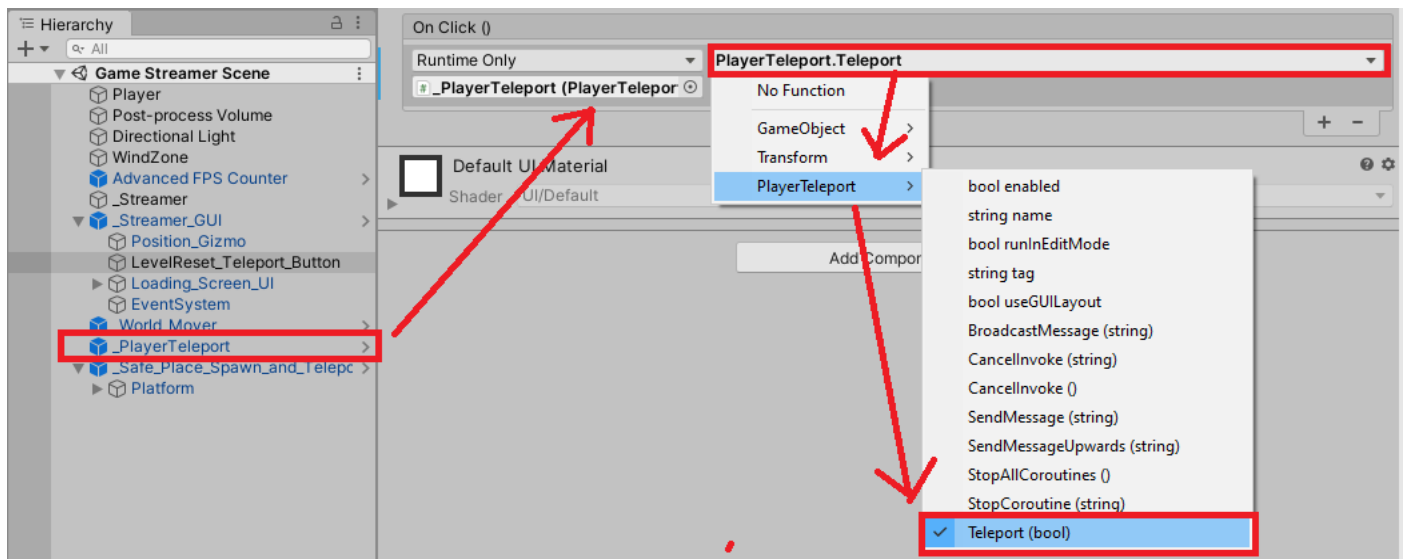 Hierarchy
All
Game Streamer Scene
Player
Post-process Volume
Directional Light
WindZone
Advanced FPS Counter
_Streamer
_Streamer_GUI
Position_Gizmo
LevelReset_Teleport_Button
Loading_Screen_UI
EventSystem
_World_Mover
_PlayerTeleport
_Safe_Place_Spawn_and_Telepc
Platform
On Click ()
Runtime Only
PlayerTeleport.Teleport
_PlayerTeleport (PlayerTelepor
No Function
GameObject
Transform
PlayerTeleport
Default UI Material
Shader UI/Default
Add Compor
bool enabled
string name
bool runInEditMode
string tag
bool useGUILayout
BroadcastMessage (string)
CancelInvoke (string)
CancelInvoke ()
SendMessage (string)
SendMessageUpwards (string)
StopAllCoroutines ()
StopCoroutine (string)
Teleport (bool)